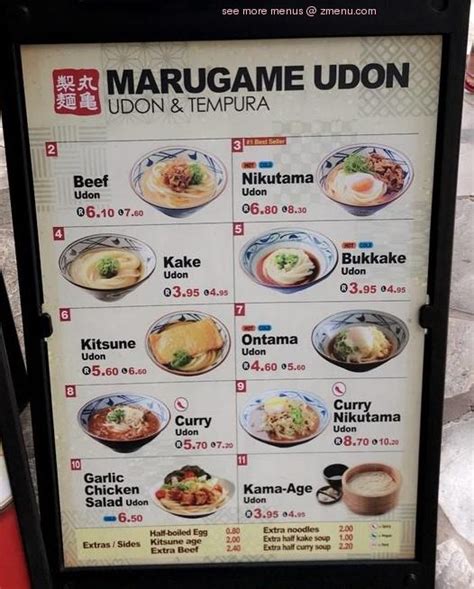 see more menus @ zmenu.com
丸亀製麺
MARUGAME UDON
UDON & TEMPURA
2
Beef
Udon
R 6.10 L 7.60
3 #1 Best Seller
HOT COLD
Nikutama
Udon
R 6.80 L 8.30
4
Kake
Udon
R 3.95 L 4.95
5
HOT COLD
Bukkake
Udon
R 3.95 L 4.95
6
Kitsune
Udon
R 5.60 L 6.60
7
HOT COLD
Ontama
Udon
R 4.60 L 5.60
8
Curry
Udon
R 5.70 L 7.20
9
Curry
Nikutama
Udon
R 8.70 L 10.20
10
Garlic
Chicken
Salad Udon
COLD 6.50
11
Kama-Age
Udon
R 3.95 L 4.95
Extras / Sides
Half-boiled Egg 0.80
Kitsune age 2.00
Extra Beef 2.40
Extra noodles 2.00
Extra half kake soup 1.00
Extra half curry soup 2.20